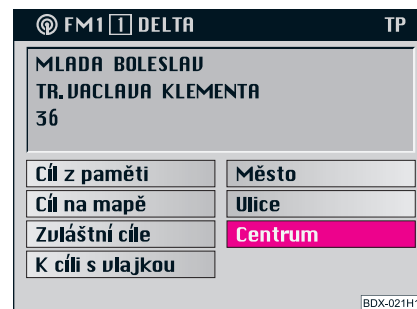 FM1 1 DELTA TP
MLADA BOLESLAV
TR. VACLAVA KLEMENTA
36
Cíl z paměti Město
Cíl na mapě Ulice
Zvláštní cíle Centrum
K cíli s vlajkou
BDX-021H1